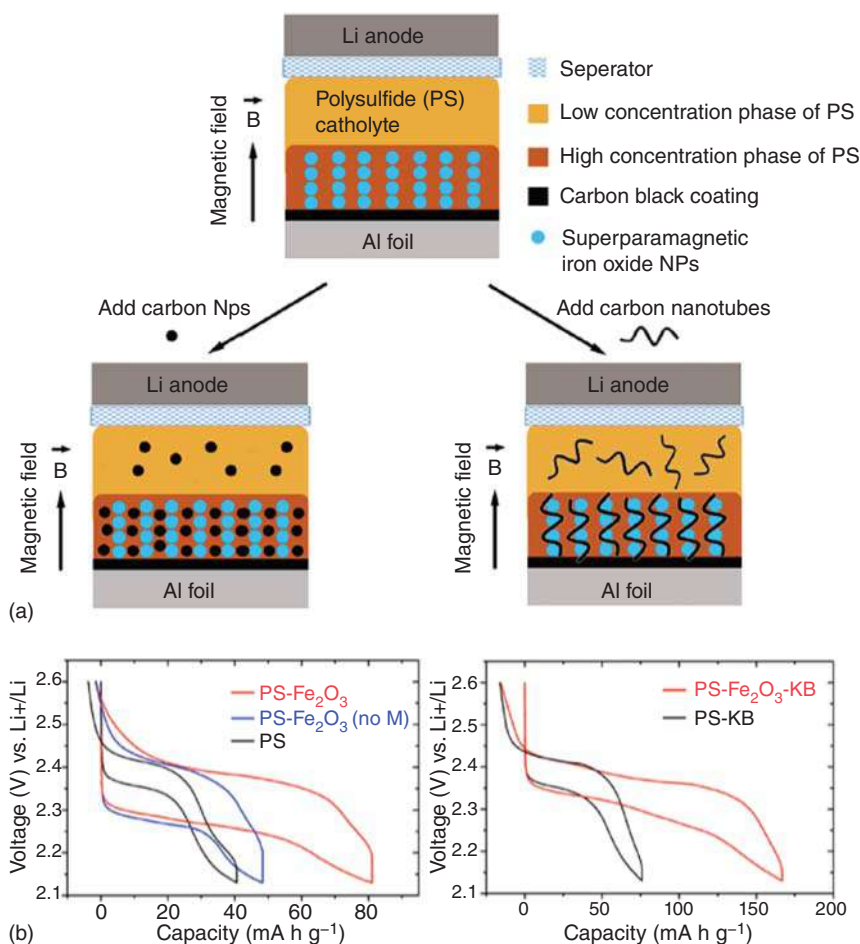 Li anode
Seperator
Polysulfide (PS)
catholyte
Low concentration phase of PS
High concentration phase of PS
Carbon black coating
Al foil
Superparamagnetic
iron oxide NPs
Magnetic field
B
Add carbon Nps
Add carbon nanotubes
Li anode
Magnetic field
B
Al foil
Li anode
Magnetic field
B
Al foil
(a)
Voltage (V) vs. Li+/Li
2.6
2.5
2.4
2.3
2.2
2.1
PS-Fe₂O₃
PS-Fe₂O₃ (no M)
PS
0 20 40 60 80
Capacity (mA h g⁻¹)
Voltage (V) vs. Li+/Li
2.6
2.5
2.4
2.3
2.2
2.1
PS-Fe₂O₃-KB
PS-KB
0 50 100 150 200
Capacity (mA h g⁻¹)
(b)